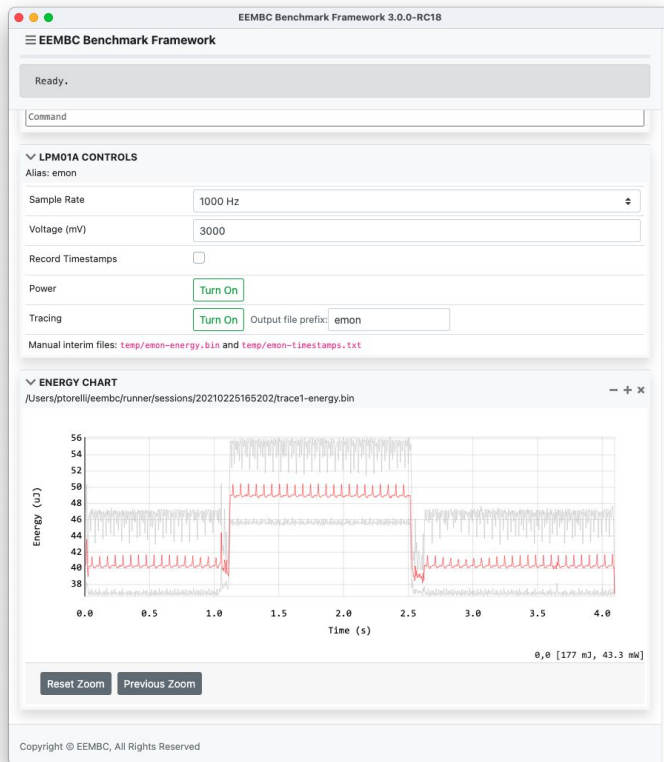 EEMBC Benchmark Framework 3.0.0-RC18
EEMBC Benchmark Framework
Ready.
Command
LPM01A CONTROLS
Alias: emon
Sample Rate
1000 Hz
Voltage (mV)
3000
Record Timestamps
Power
Turn On
Tracing
Turn On Output file prefix: emon
Manual interim files: temp/emon-energy.bin and temp/emon-timestamps.txt
ENERGY CHART
/Users/ptorelli/eembc/runner/sessions/20210225165202/trace1-energy.bin
56
54
52
50
48
46
44
42
40
38
Energy (uJ)
0.0 0.5 1.0 1.5 2.0 2.5 3.0 3.5 4.0
Time (s)
0,0 [177 mJ, 43.3 mW]
Reset Zoom Previous Zoom
Copyright © EEMBC, All Rights Reserved